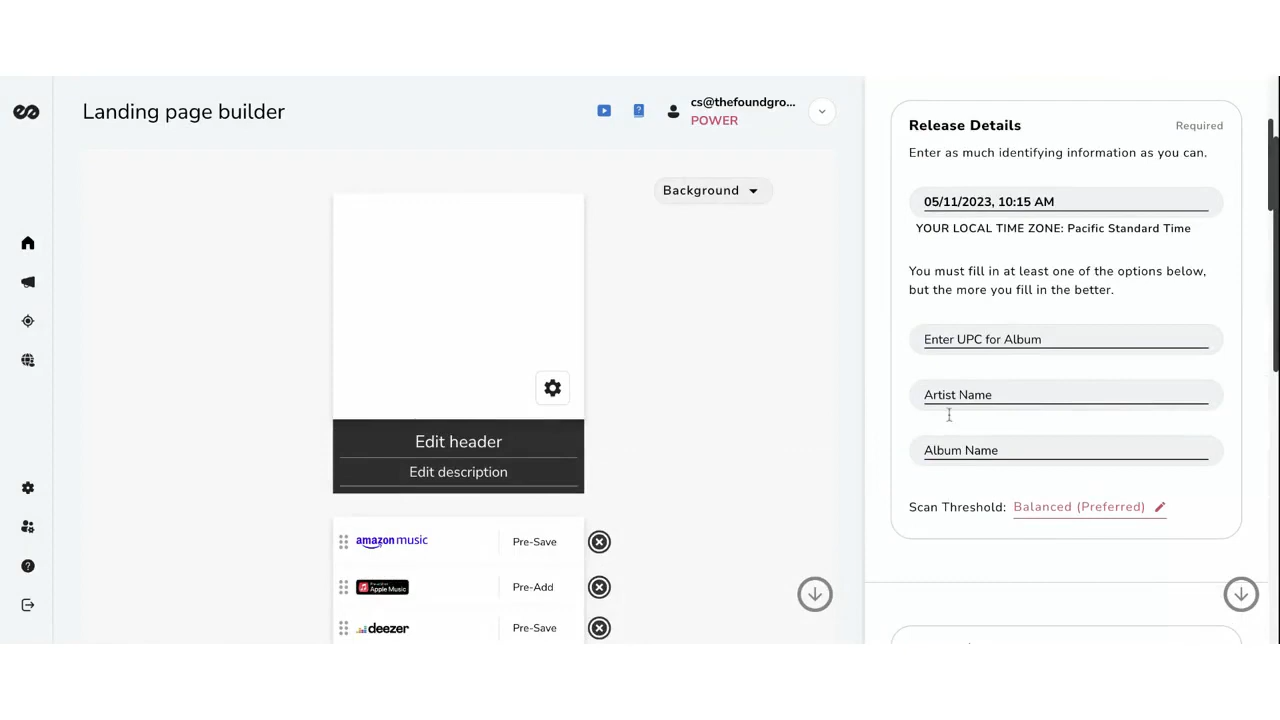 Landing page builder
cs@thefoundgro...
POWER
Background
Edit header
Edit description
amazon music
Pre-Save
Apple Music
Pre-Add
deezer
Pre-Save
Release Details
Required
Enter as much identifying information as you can.
05/11/2023, 10:15 AM
YOUR LOCAL TIME ZONE: Pacific Standard Time
You must fill in at least one of the options below,
but the more you fill in the better.
Enter UPC for Album
Artist Name
Album Name
Scan Threshold: Balanced (Preferred)